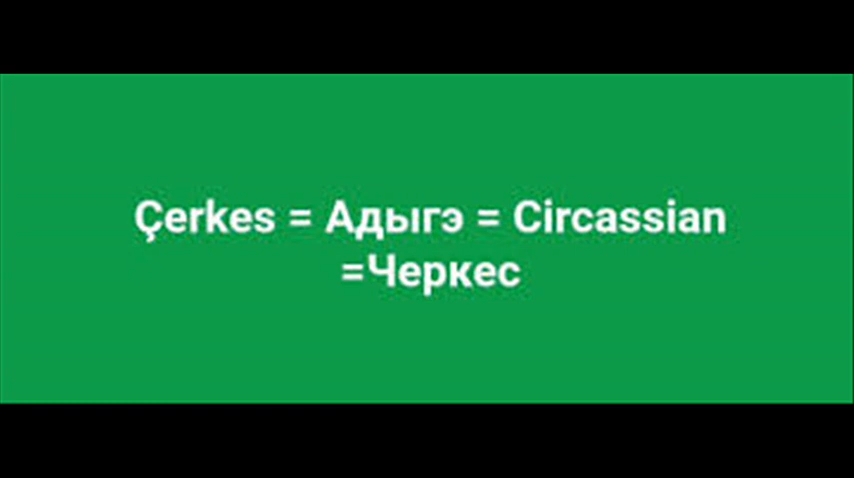 Çerkes = Адыгэ = Circassian
=Черкес